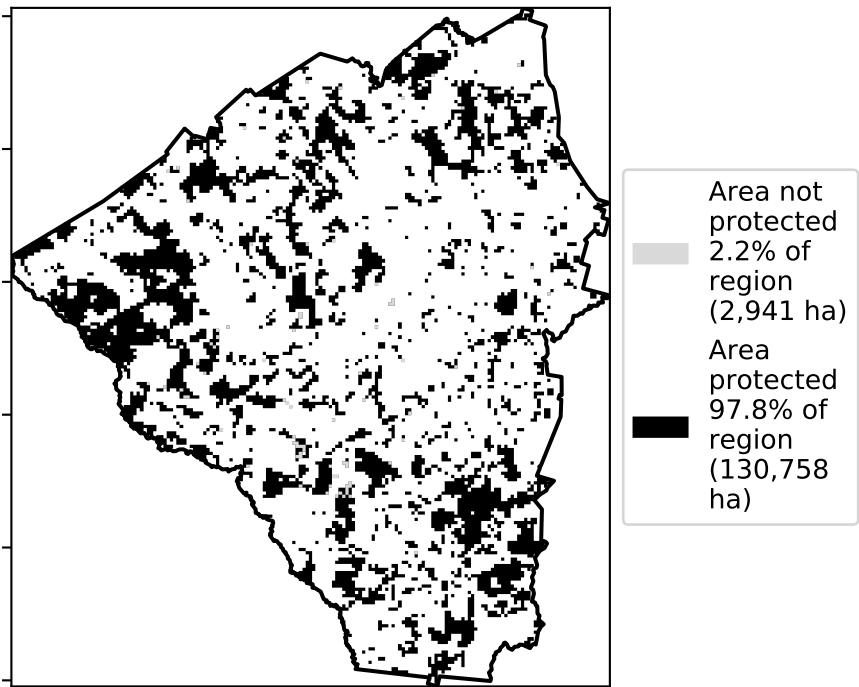 Area not
protected
2.2% of
region
(2,941 ha)
Area
protected
97.8% of
region
(130,758
ha)